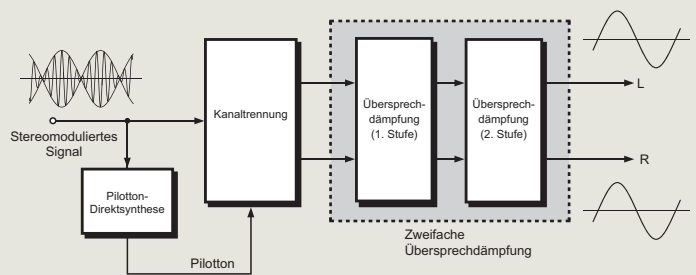 Stereomoduliertes
Signal
Pilotton-
Direktsynthese
Pilotton
Kanaltrennung
Übersprech-
dämpfung
(1. Stufe)
Übersprech-
dämpfung
(2. Stufe)
Zweifache
Übersprechdämpfung
L
R